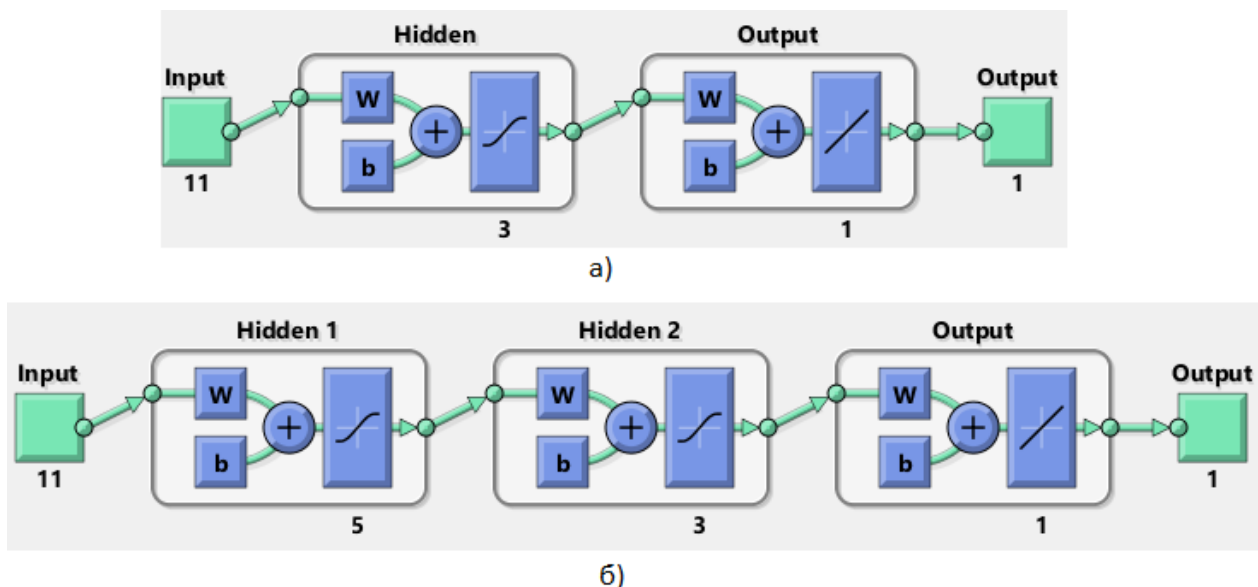 Hidden Output
Input Output
W W
b b
11 3 1 1
а)
Hidden 1 Hidden 2 Output
Input Output
W W W
b b b
11 5 3 1 1
б)